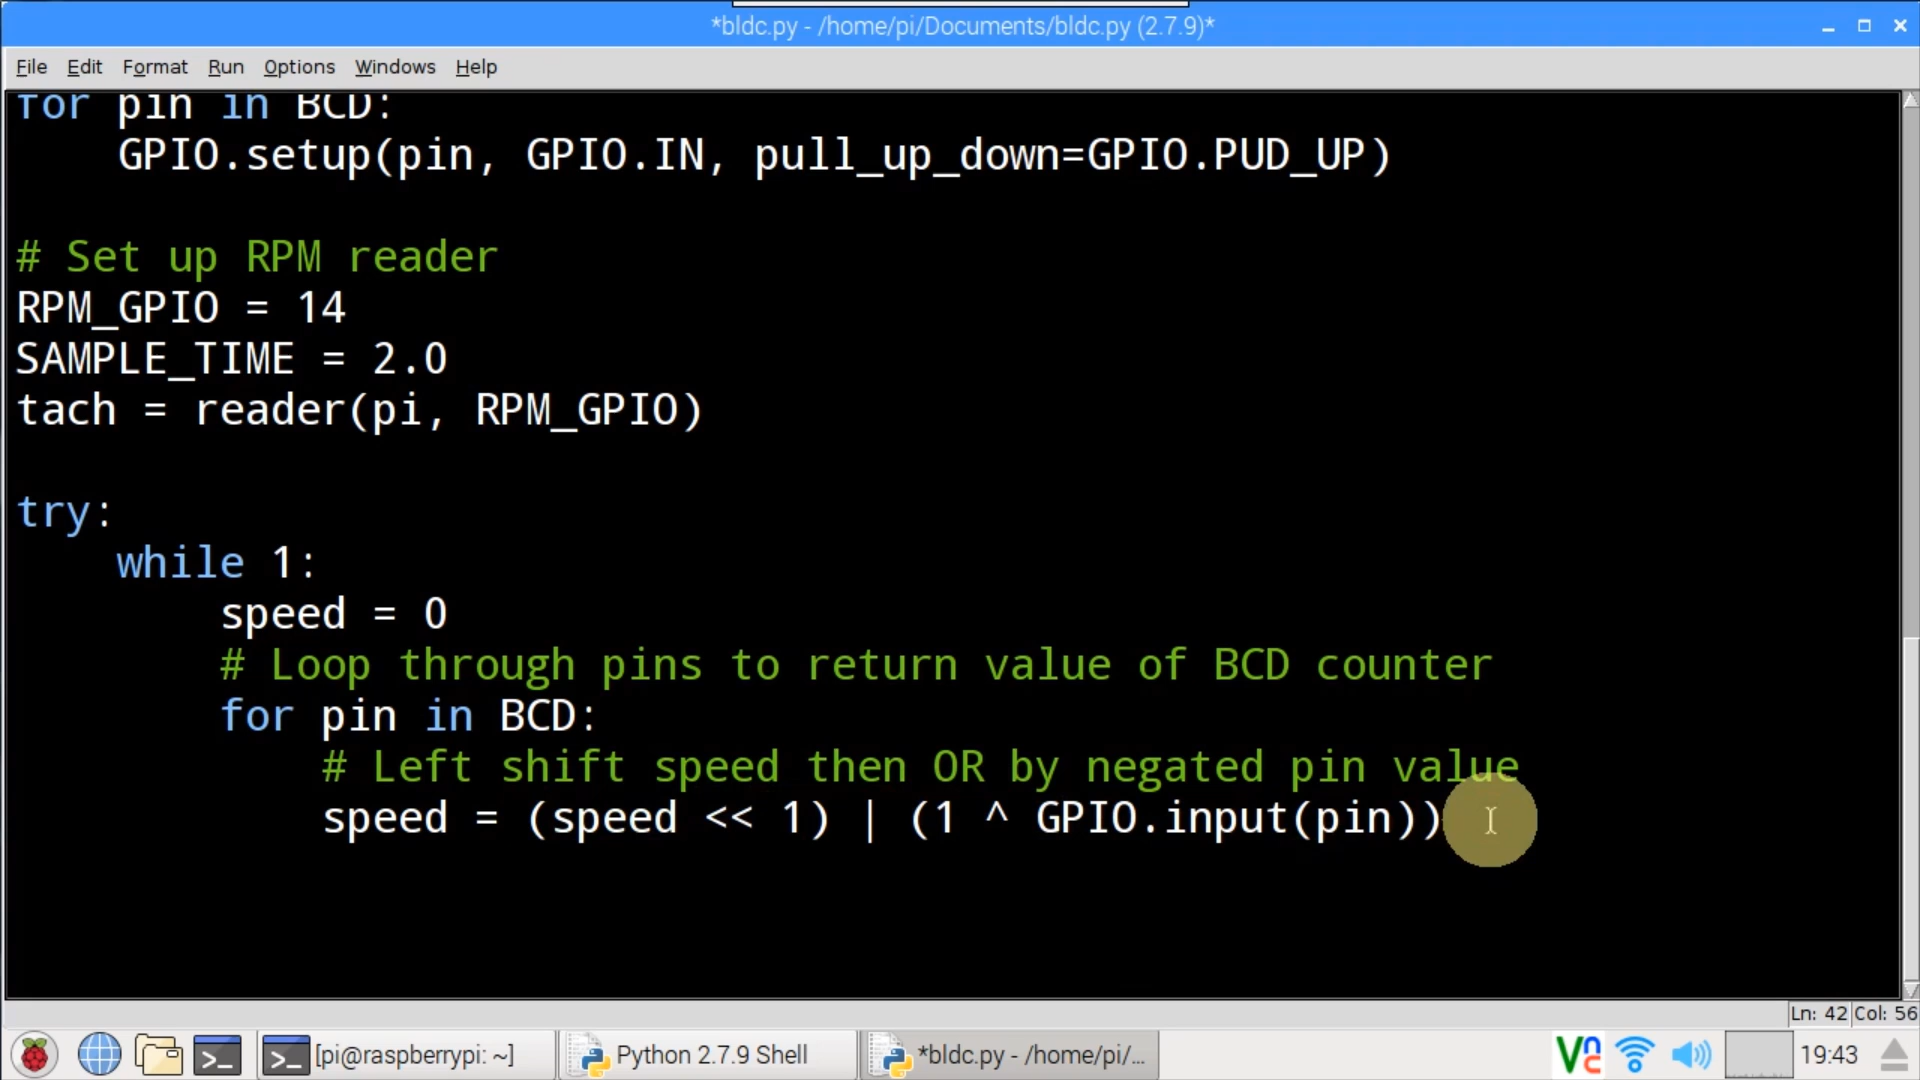 *bldc.py - /home/pi/Documents/bldc.py (2.7.9)*
File Edit Format Run Options Windows Help
for pin in BCD:
    GPIO.setup(pin, GPIO.IN, pull_up_down=GPIO.PUD_UP)
# Set up RPM reader
RPM_GPIO = 14
SAMPLE_TIME = 2.0
tach = reader(pi, RPM_GPIO)
try:
    while 1:
        speed = 0
        # Loop through pins to return value of BCD counter
        for pin in BCD:
            # Left shift speed then OR by negated pin value
            speed = (speed << 1) | (1 ^ GPIO.input(pin))
Ln: 42 Col: 56
[pi@raspberrypi: ~] Python 2.7.9 Shell *bldc.py - /home/pi/... 19:43